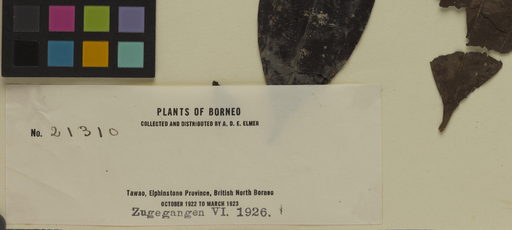 PLANTS OF BORNEO
COLLECTED AND DISTRIBUTED BY A. D. E. ELMER
No. 21310
Tawao, Elphinstone Province, British North Borneo
OCTOBER 1922 TO MARCH 1923
Zugegangen VI. 1926.